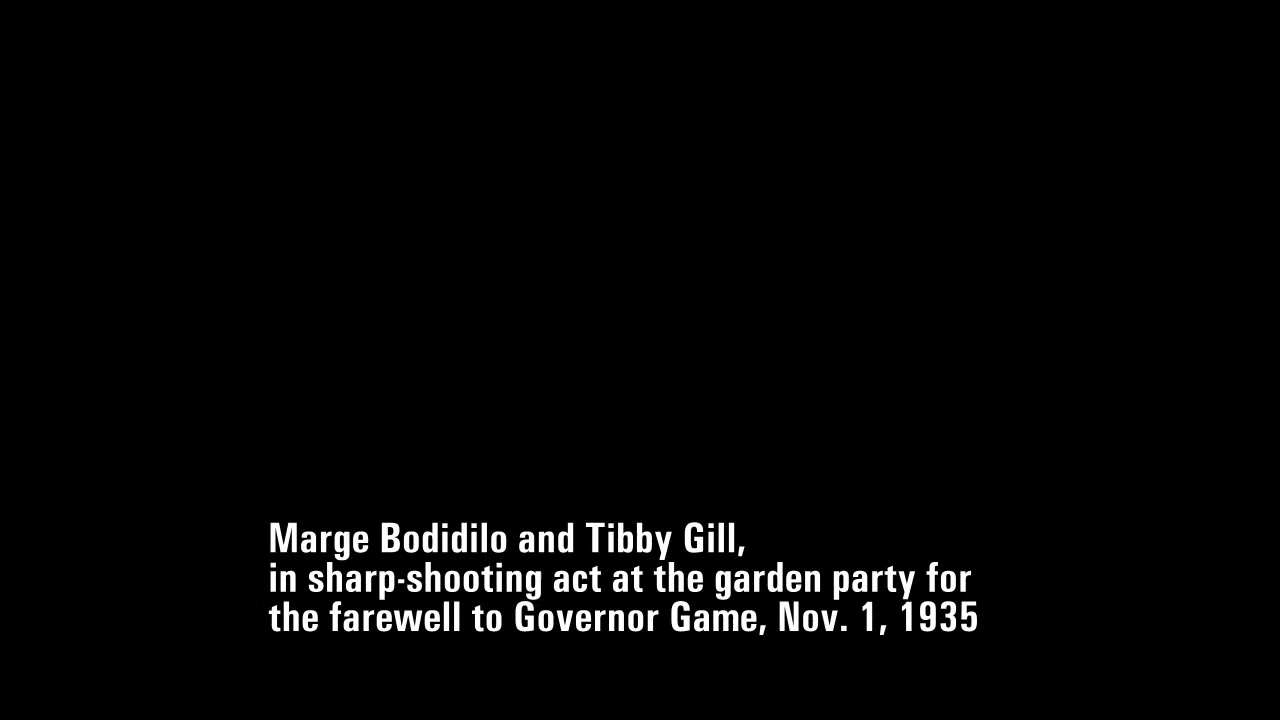 Marge Bodidilo and Tibby Gill,
in sharp-shooting act at the garden party for
the farewell to Governor Game, Nov. 1, 1935